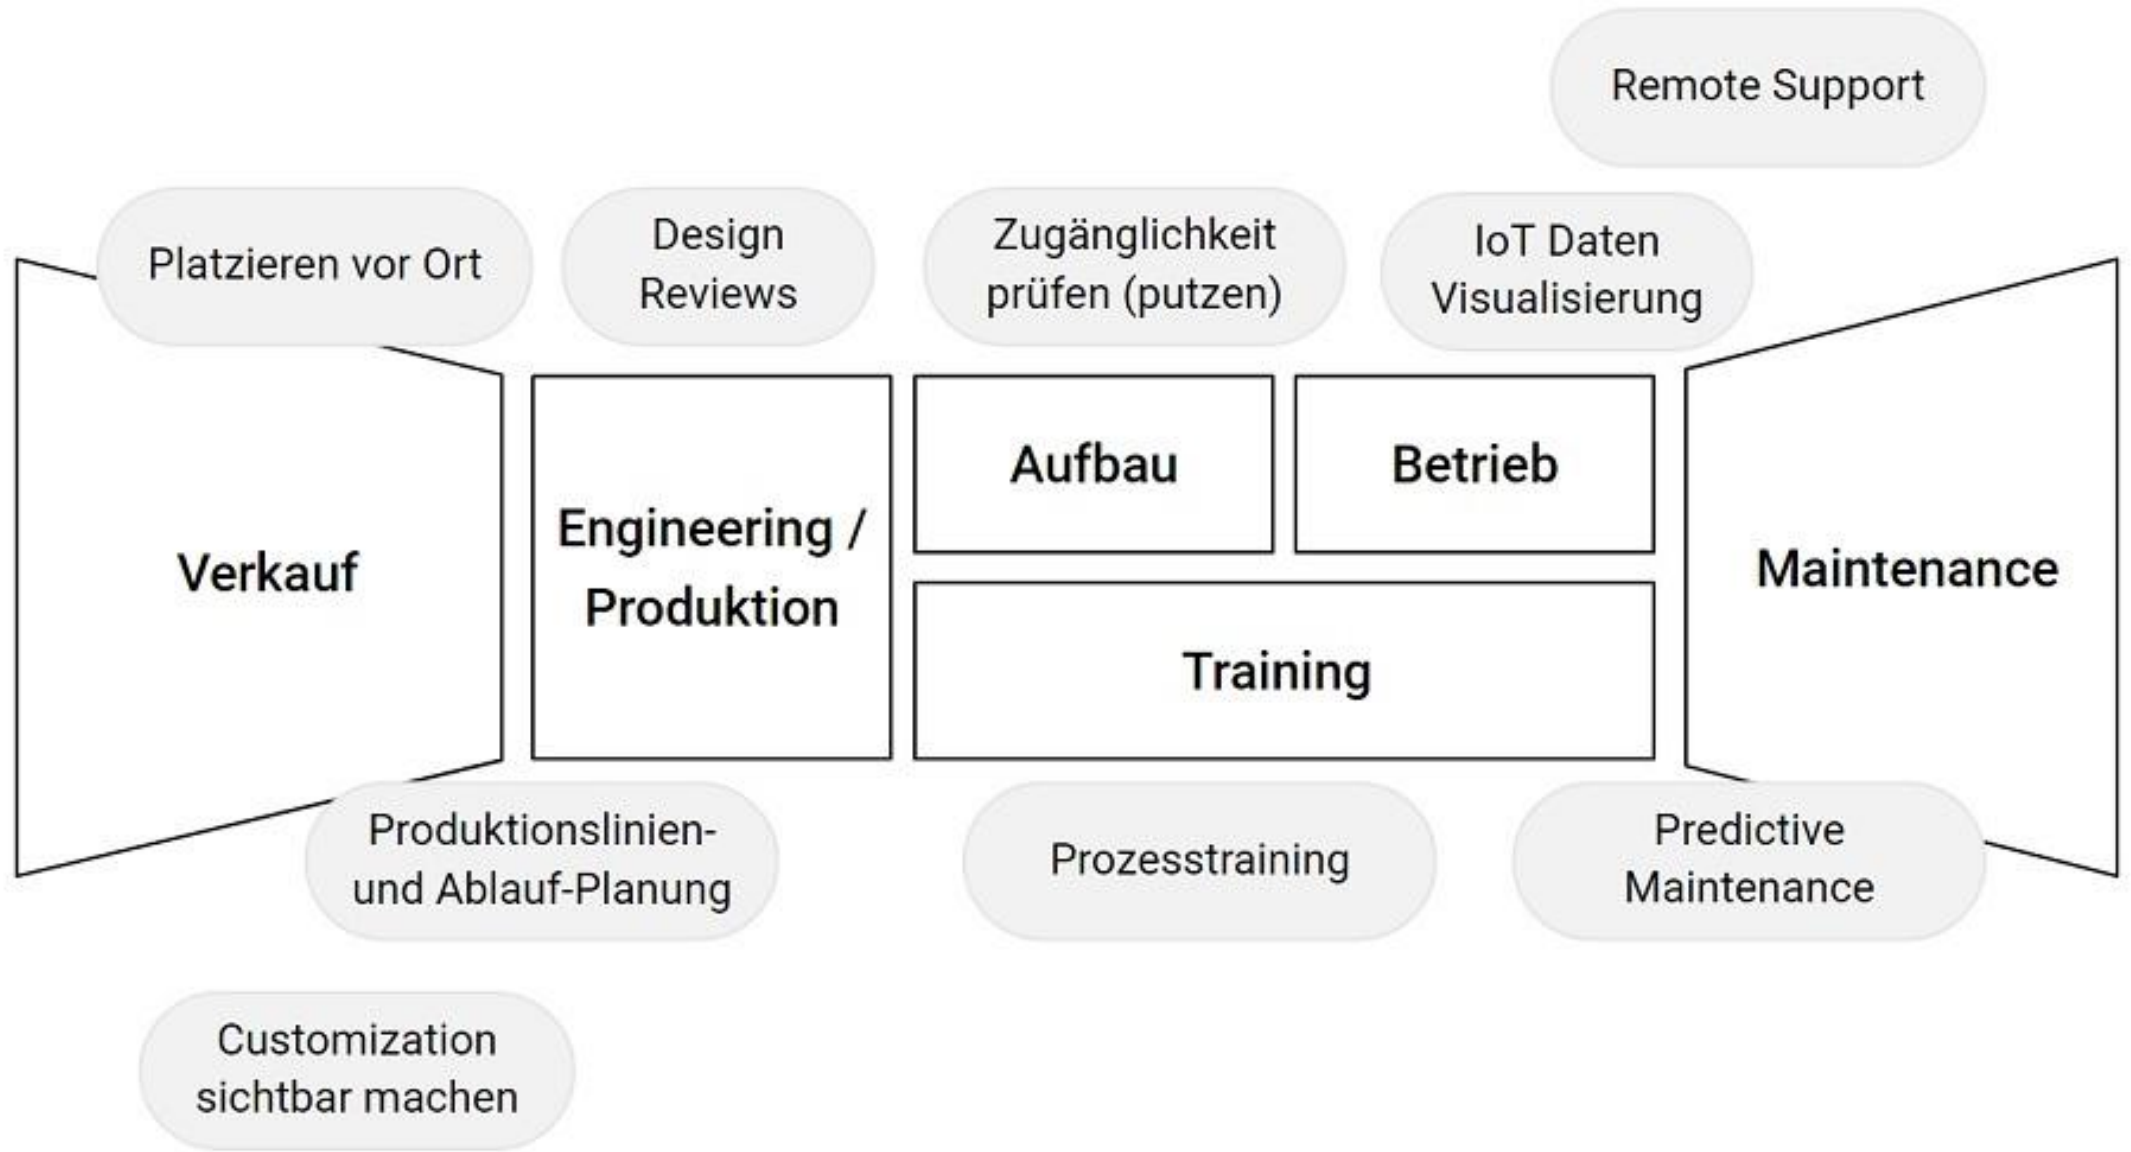 Remote Support
Platzieren vor Ort
Design
Reviews
Zugänglichkeit
prüfen (putzen)
IoT Daten
Visualisierung
Verkauf
Engineering /
Produktion
Aufbau
Betrieb
Training
Maintenance
Produktionslinien-
und Ablauf-Planung
Prozesstraining
Predictive
Maintenance
Customization
sichtbar machen